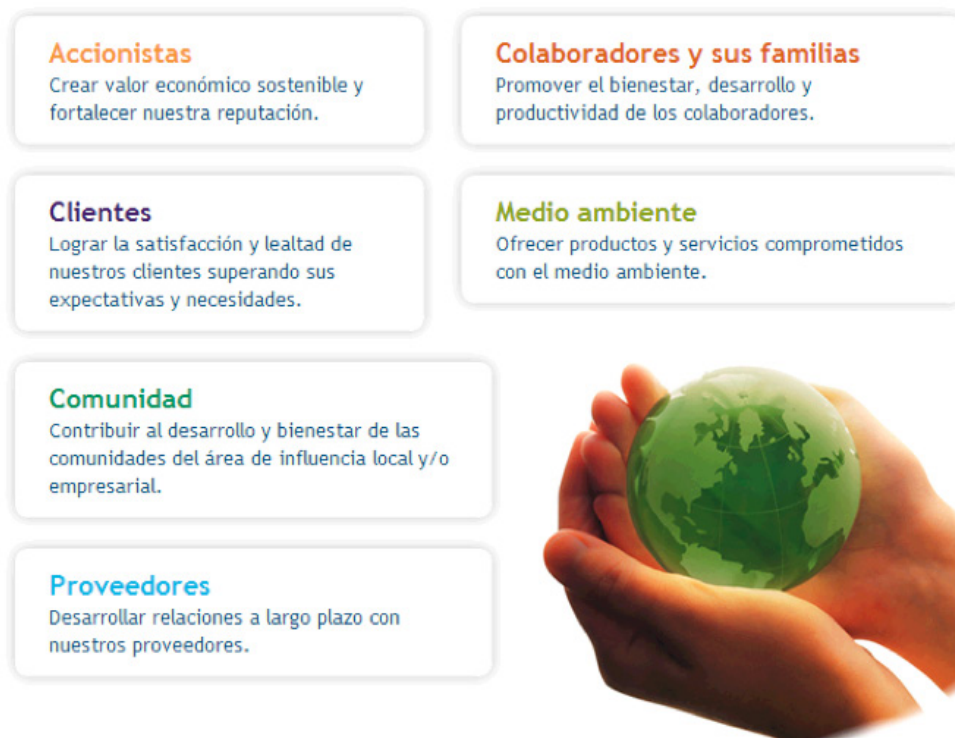 Accionistas
Crear valor económico sostenible y
fortalecer nuestra reputación.
Colaboradores y sus familias
Promover el bienestar, desarrollo y
productividad de los colaboradores.
Clientes
Lograr la satisfacción y lealtad de
nuestros clientes superando sus
expectativas y necesidades.
Medio ambiente
Ofrecer productos y servicios comprometidos
con el medio ambiente.
Comunidad
Contribuir al desarrollo y bienestar de las
comunidades del área de influencia local y/o
empresarial.
Proveedores
Desarrollar relaciones a largo plazo con
nuestros proveedores.